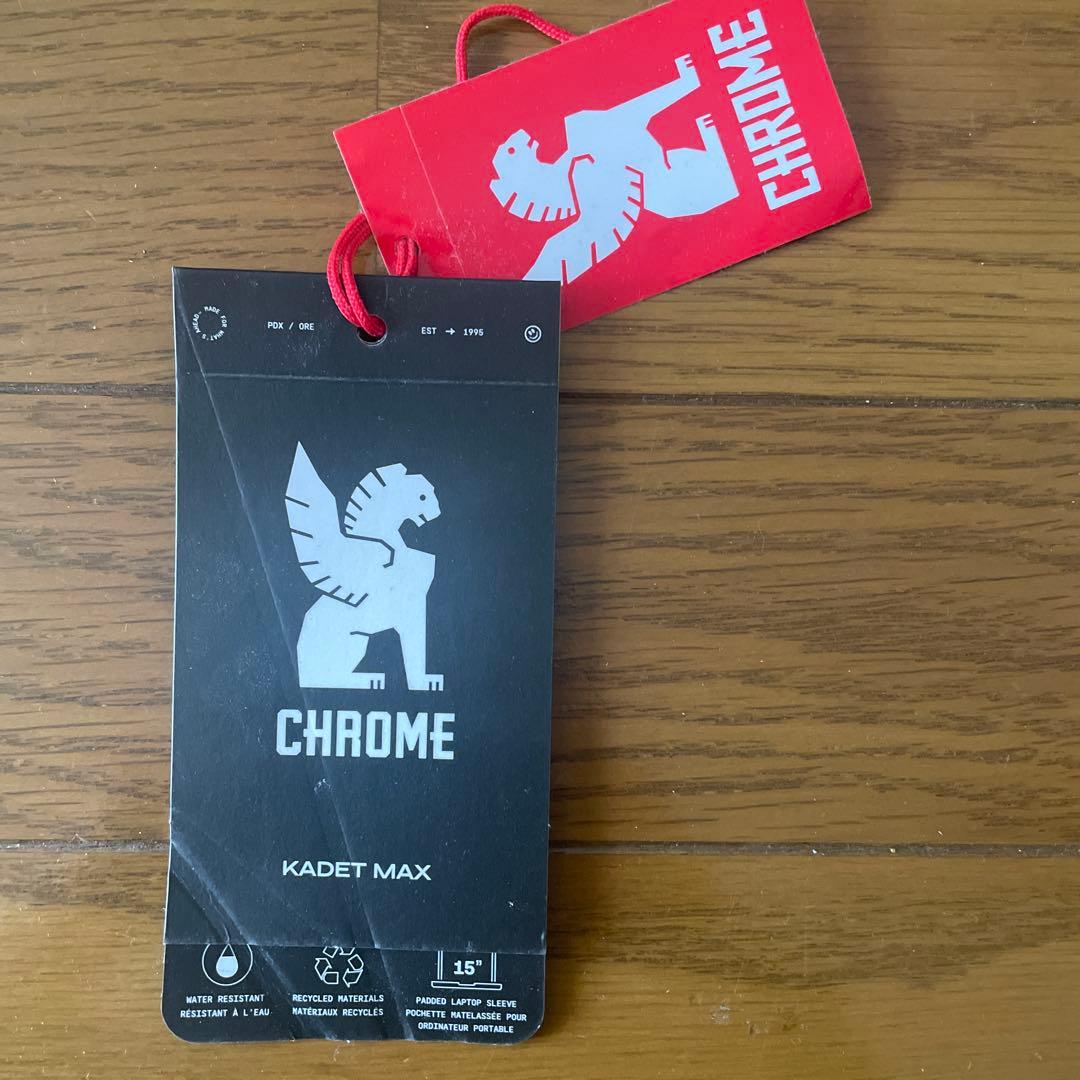 CHROME
MADE FOR WHAT'S AHEAD.
PDX / ORE
EST → 1995
CHROME
KADET MAX
15"
WATER RESISTANT
RÉSISTANT À L'EAU
RECYCLED MATERIALS
MATÉRIAUX RECYCLÉS
PADDED LAPTOP SLEEVE
POCHETTE MATELASSÉE POUR
ORDINATEUR PORTABLE